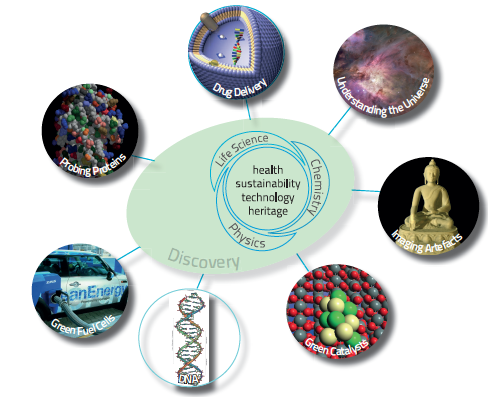 Drug Delivery
Understanding the Universe
Probing Proteins
Life Science
Chemistry
Physics
health
sustainability
technology
heritage
Imaging Artefacts
Discovery
anEnergy
Green Fuel Cells
DNA
Green Catalysts